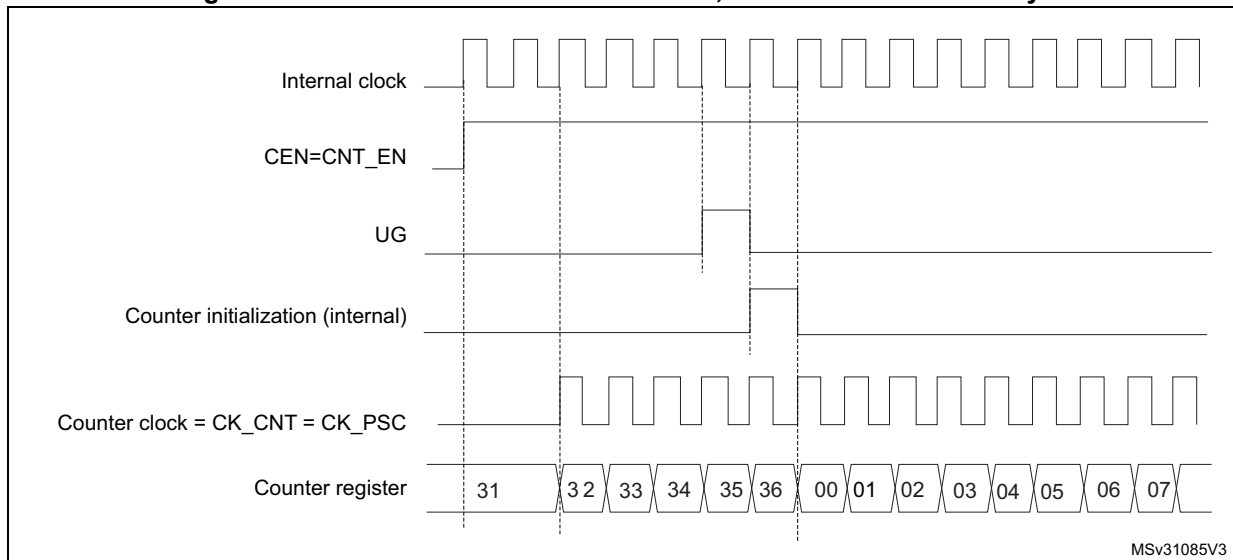 Internal clock
CEN=CNT_EN
UG
Counter initialization (internal)
Counter clock = CK_CNT = CK_PSC
Counter register 31 32 33 34 35 36 00 01 02 03 04 05 06 07
MSv31085V3